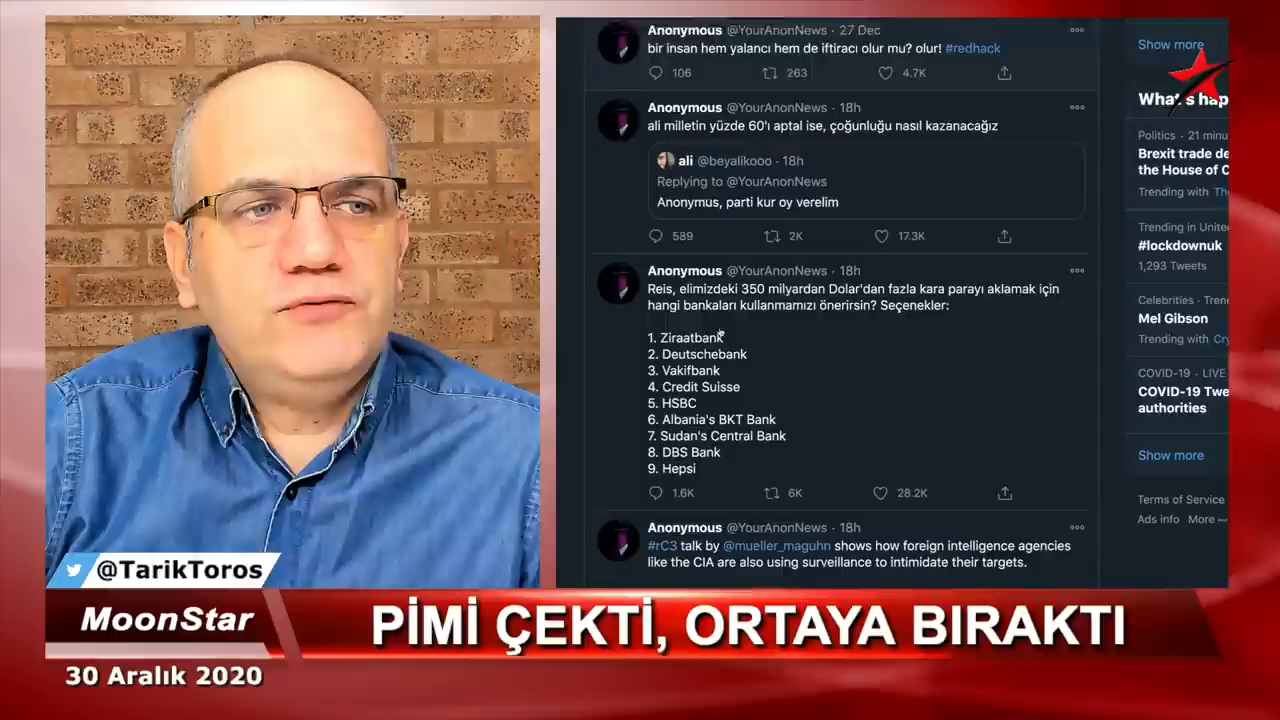 Anonymous @YourAnonNews · 27 Dec
bir insan hem yalancı hem de iftiracı olur mu? olur! #redhack
106 263 4.7K
Anonymous @YourAnonNews · 18h
ali milletin yüzde 60'ı aptal ise, çoğunluğu nasıl kazanacağız
ali @beyalikooo · 18h
Replying to @YourAnonNews
Anonymus, parti kur oy verelim
589 2K 17.3K
Anonymous @YourAnonNews · 18h
Reis, elimizdeki 350 milyardan Dolar'dan fazla kara parayı aklamak için
hangi bankaları kullanmamızı önerirsin? Seçenekler:
1. Ziraatbank
2. Deutschebank
3. Vakifbank
4. Credit Suisse
5. HSBC
6. Albania's BKT Bank
7. Sudan's Central Bank
8. DBS Bank
9. Hepsi
1.6K 6K 28.2K
Anonymous @YourAnonNews · 18h
#rC3 talk by @mueller_maguhn shows how foreign intelligence agencies
like the CIA are also using surveillance to intimidate their targets.
Show more
What's hap
Politics · 21 minu
Brexit trade de
the House of C
Trending with The
Trending in Unite
#lockdownuk
1,293 Tweets
Celebrities · Tren
Mel Gibson
Trending with Cry
COVID-19 · LIVE
COVID-19 Twe
authorities
Show more
Terms of Service
Ads info More ···
@TarikToros
MoonStar
PİMİ ÇEKTİ, ORTAYA BIRAKTI
30 Aralık 2020